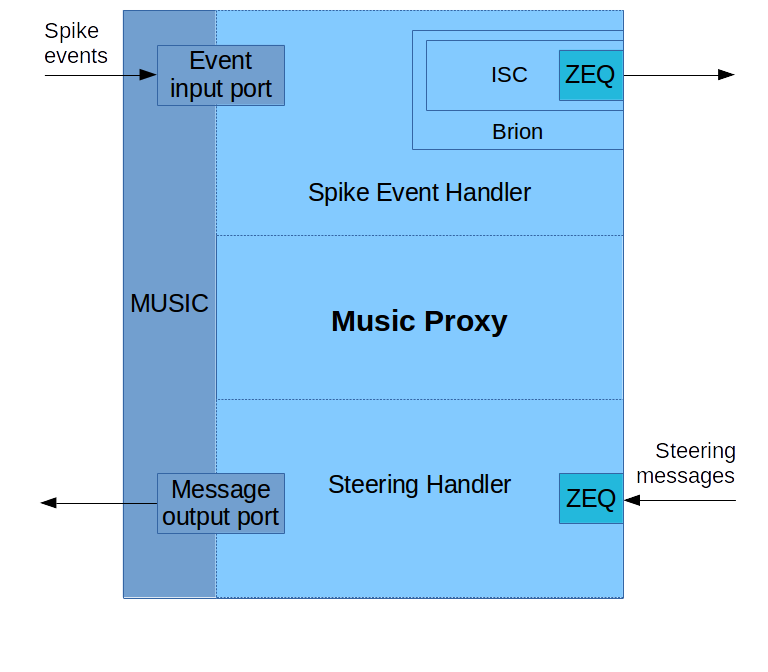 Spike
events
Event
input port
ISC
ZEQ
Brion
Spike Event Handler
MUSIC
Music Proxy
Steering
messages
Message
output port
Steering Handler
ZEQ